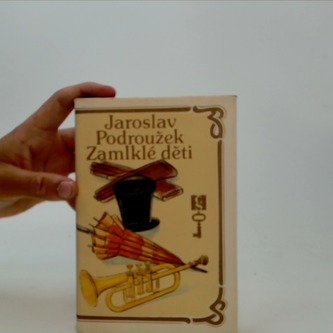 Jaroslav
Podroužek
Zamlklé děti